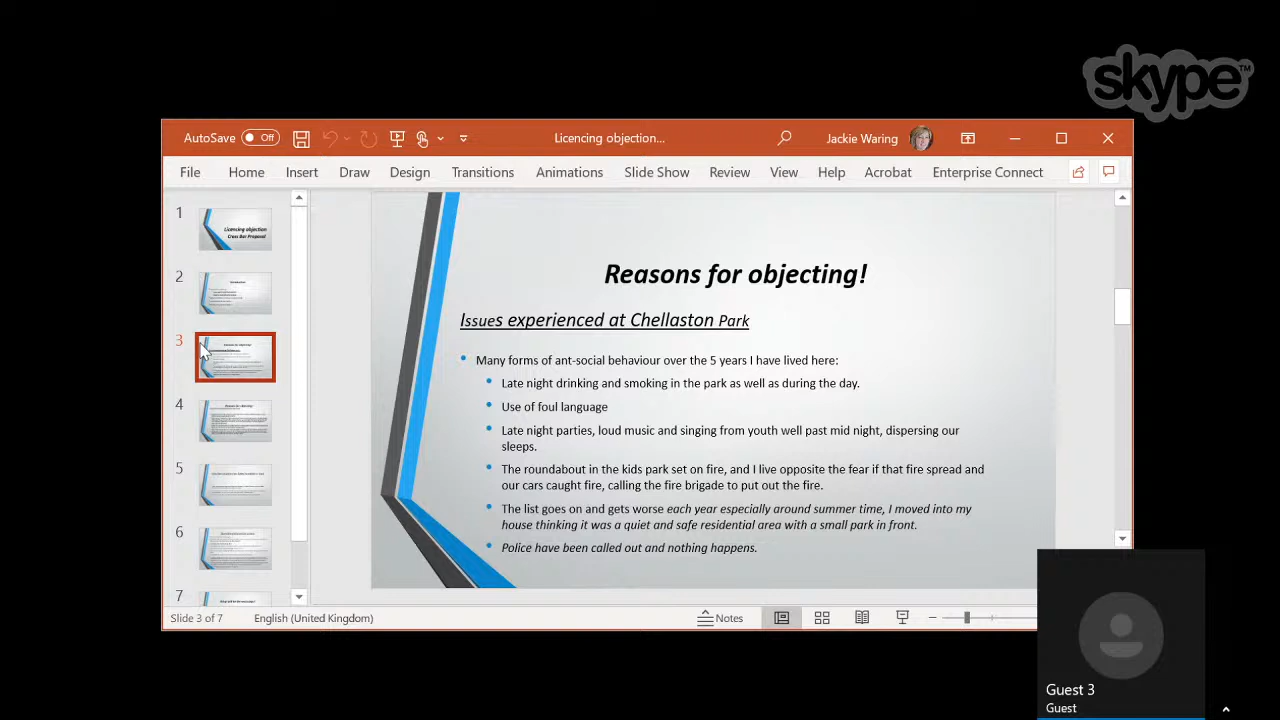 skype™
AutoSave Off Licencing objection... Jackie Waring
File Home Insert Draw Design Transitions Animations Slide Show Review View Help Acrobat Enterprise Connect
1
Licencing objection
Cross Bar Proposal
2
3
4
5
6
7
Reasons for objecting!
Issues experienced at Chellaston Park
Many forms of anti-social behaviour over the 5 years I have lived here:
Late night drinking and smoking in the park as well as during the day.
Use of foul language
Late night parties, loud music and singing from youth well past mid night,
sleeps.
The roundabout in the kids park set on fire, and I live opposite the fear if that fire spread and
our cars caught fire, calling the fire brigade to put out the fire.
The list goes on and gets worse each year especially around summer time, I moved into my
house thinking it was a quiet and safe residential area with a small park in front.
Police have been called out and nothing happens.
Slide 3 of 7 English (United Kingdom) Notes
Guest 3
Guest